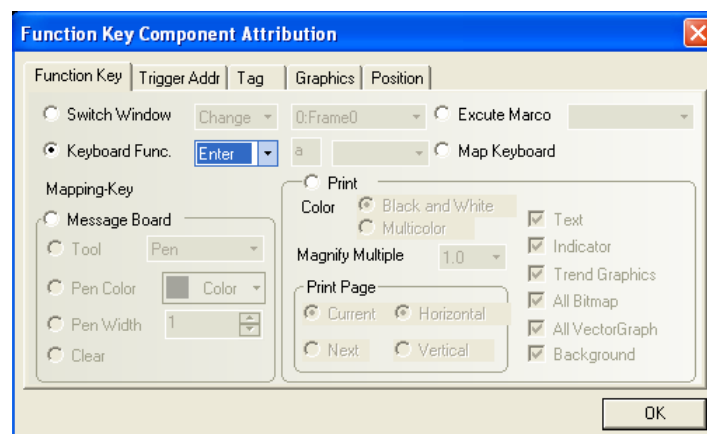 Function Key Component Attribution
Function Key Trigger Addr Tag Graphics Position
Switch Window Change 0:Frame0 Excute Marco
Keyboard Func. Enter a Map Keyboard
Mapping-Key
Print
Message Board
Color Black and White
Multicolor
Text
Tool Pen
Magnify Multiple 1.0
Indicator
Trend Graphics
Pen Color Color
Print Page
All Bitmap
Current Horizontal
Pen Width 1
All VectorGraph
Clear
Next Vertical
Background
OK